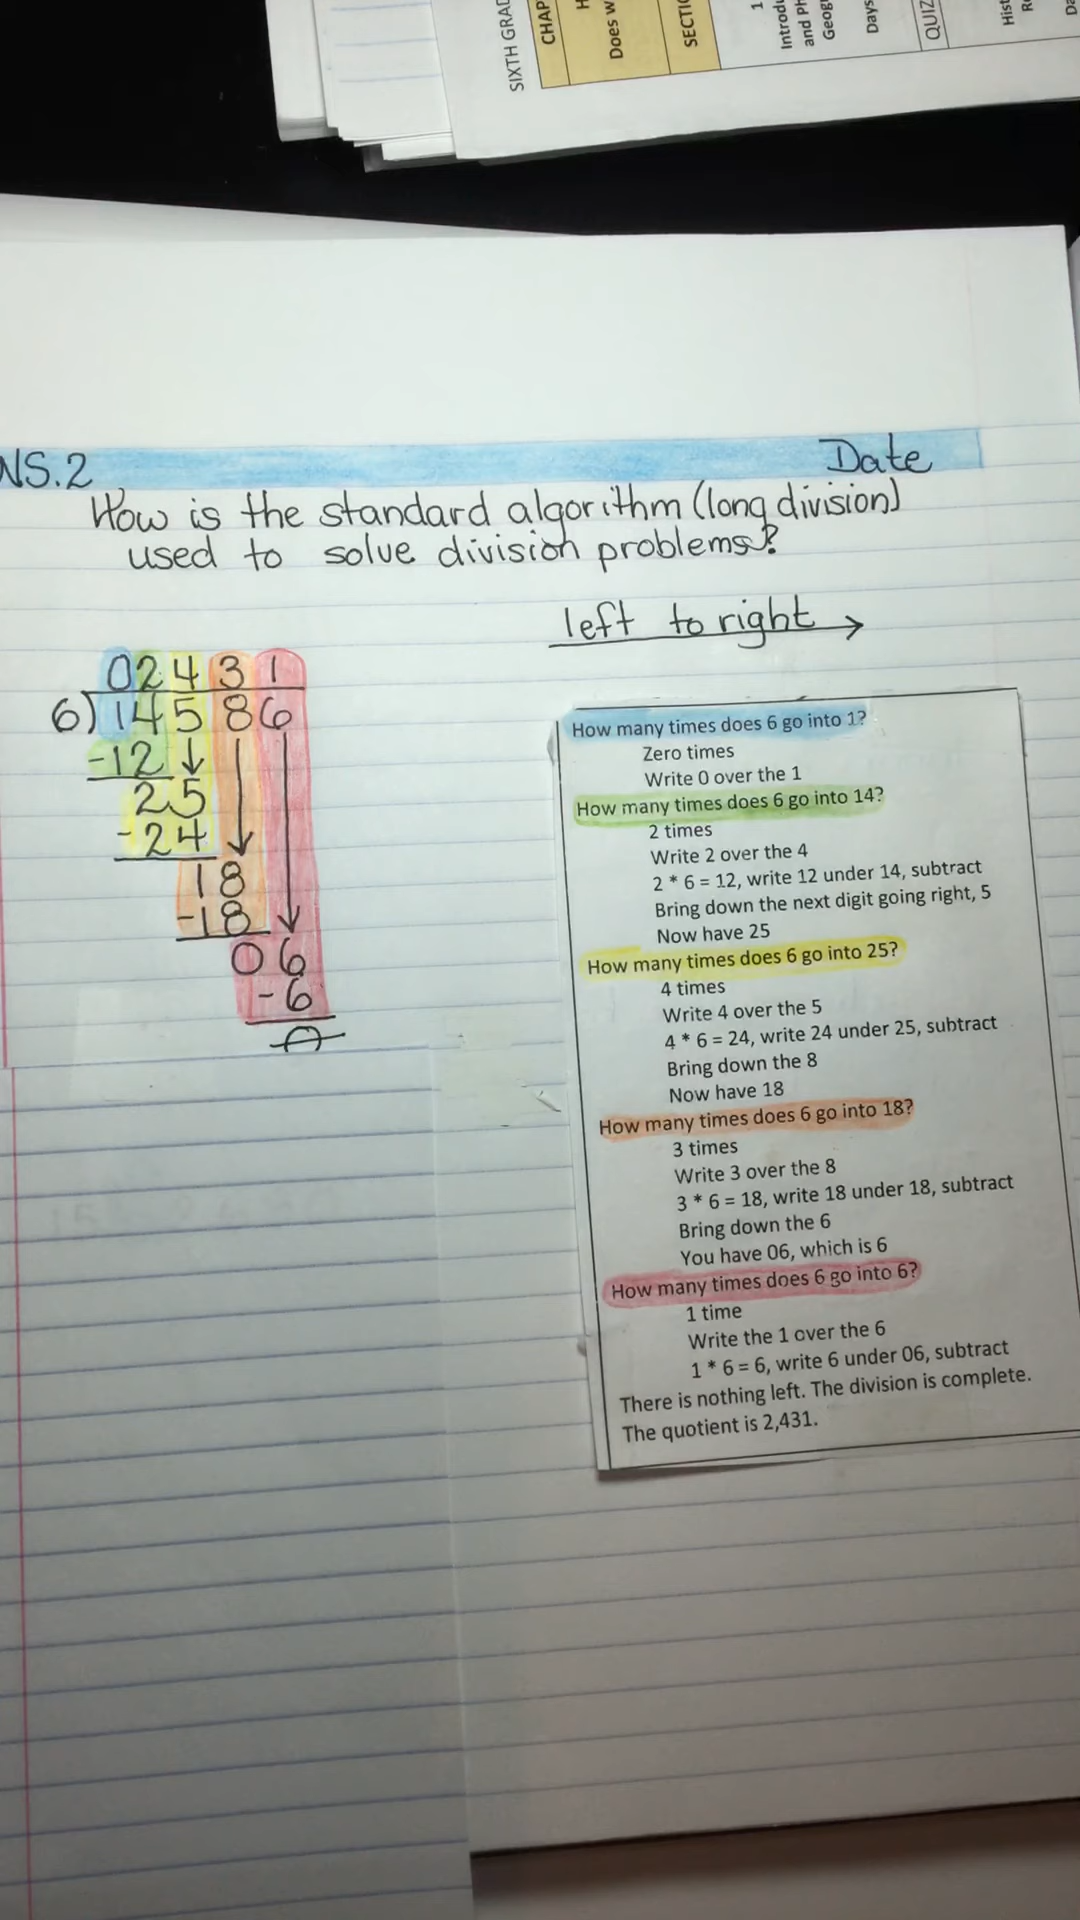 SIXTH GRAD
CHAP
H
Does w
SECTI
1
Introdu
and Ph
Geogr
Days
QUIZ
Hist
Re
Da
NS.2 Date
How is the standard algorithm (long division)
used to solve division problems?
left to right →
02431
6)14586
-12
25
-24
18
-18
06
-6
0
How many times does 6 go into 1?
Zero times
Write 0 over the 1
How many times does 6 go into 14?
2 times
Write 2 over the 4
2 * 6 = 12, write 12 under 14, subtract
Bring down the next digit going right, 5
Now have 25
How many times does 6 go into 25?
4 times
Write 4 over the 5
4 * 6 = 24, write 24 under 25, subtract
Bring down the 8
Now have 18
How many times does 6 go into 18?
3 times
Write 3 over the 8
3 * 6 = 18, write 18 under 18, subtract
Bring down the 6
You have 06, which is 6
How many times does 6 go into 6?
1 time
Write the 1 over the 6
1 * 6 = 6, write 6 under 06, subtract
There is nothing left. The division is complete.
The quotient is 2,431.